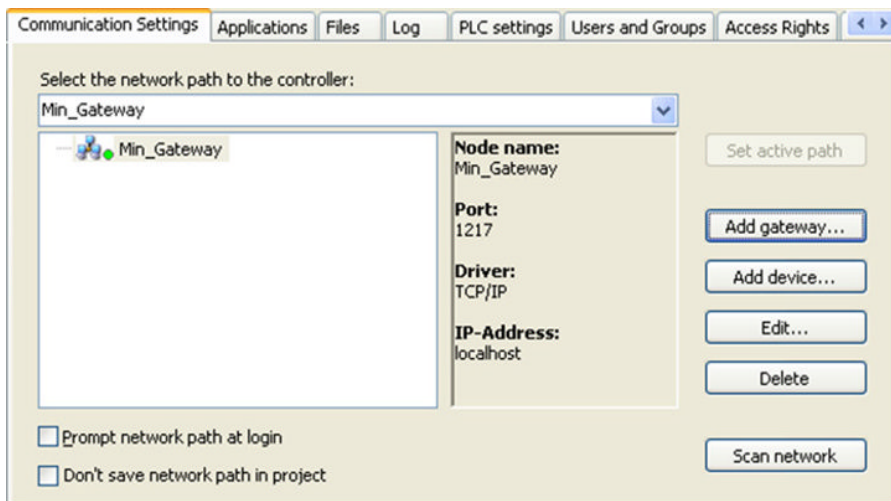 Communication Settings Applications Files Log PLC settings Users and Groups Access Rights
Select the network path to the controller:
Min_Gateway
Min_Gateway
Node name:
Min_Gateway
Port:
1217
Driver:
TCP/IP
IP-Address:
localhost
Set active path
Add gateway...
Add device...
Edit...
Delete
Scan network
Prompt network path at login
Don't save network path in project